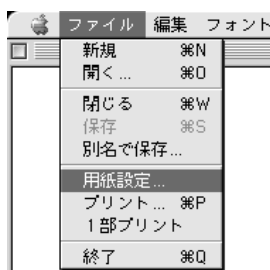 ファイル 編集 フォント
新規 ⌘N
開く... ⌘O
閉じる ⌘W
保存 ⌘S
別名で保存...
用紙設定...
プリント... ⌘P
1部プリント
終了 ⌘Q